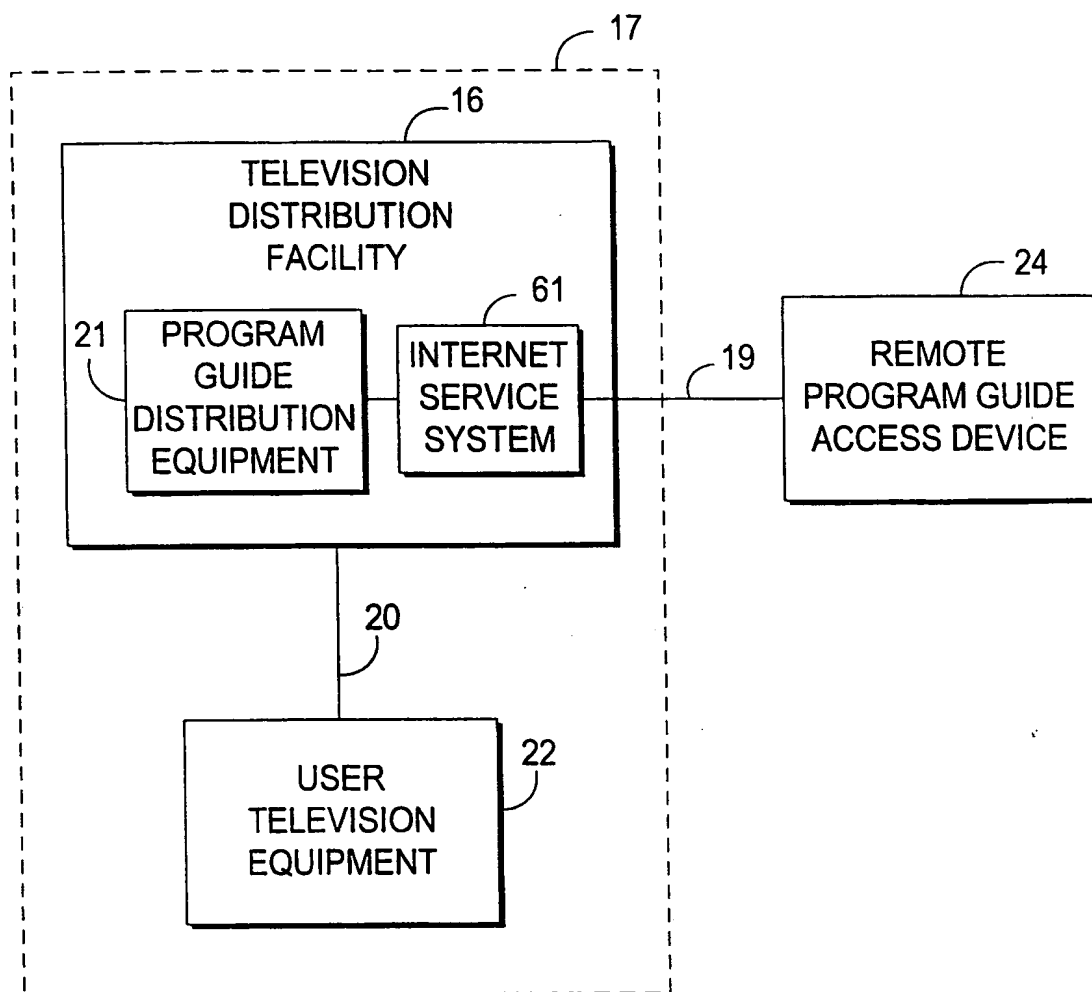 17
16
TELEVISION
DISTRIBUTION
FACILITY
24
61
21
PROGRAM
GUIDE
DISTRIBUTION
EQUIPMENT
INTERNET
SERVICE
SYSTEM
19
REMOTE
PROGRAM GUIDE
ACCESS DEVICE
20
22
USER
TELEVISION
EQUIPMENT